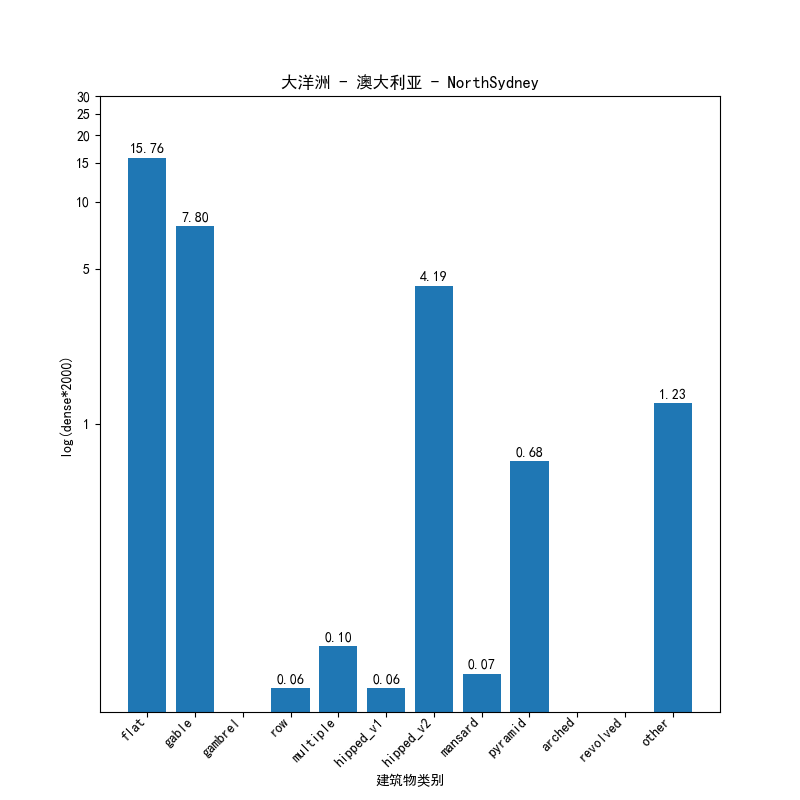 大洋洲 - 澳大利亚 - NorthSydney
30
25
20
15
10
5
1
log(dense*2000)
15.76
7.80
0.06
0.10
0.06
4.19
0.07
0.68
1.23
flat
gable
gambrel
row
multiple
hipped_v1
hipped_v2
mansard
pyramid
arched
revolved
other
建筑物类别